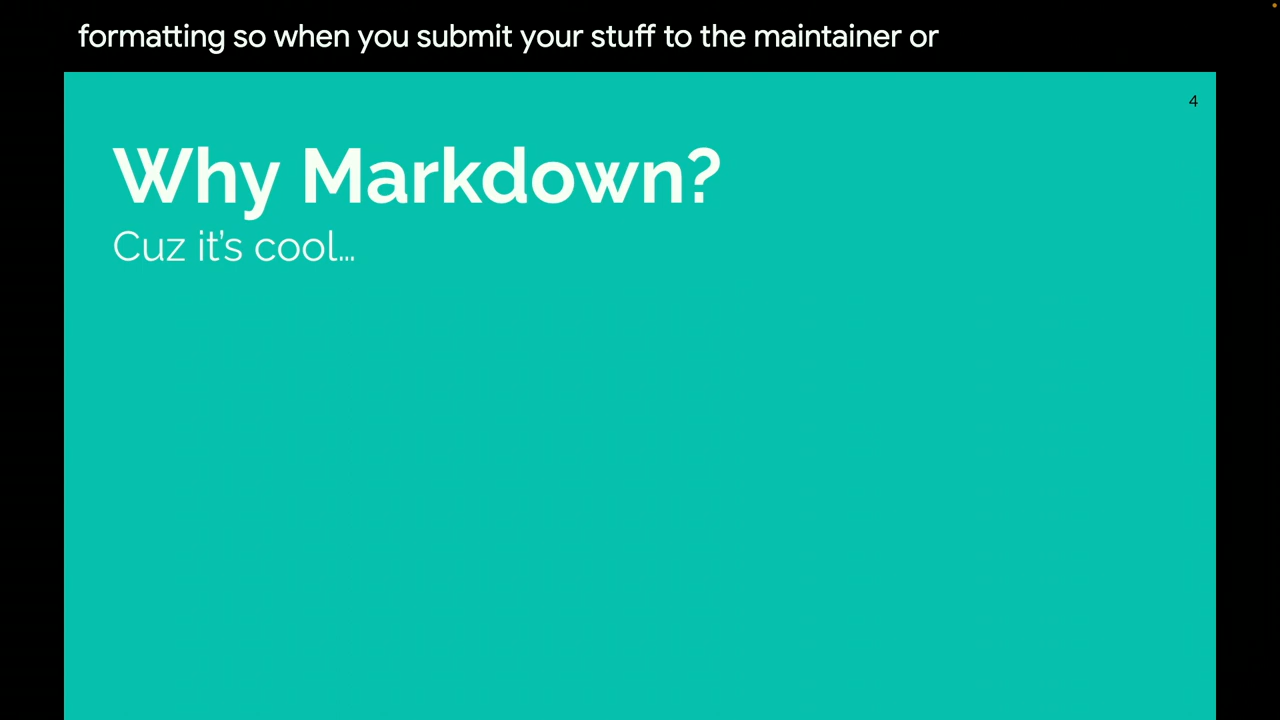 formatting so when you submit your stuff to the maintainer or
4
Why Markdown?
Cuz it’s cool…